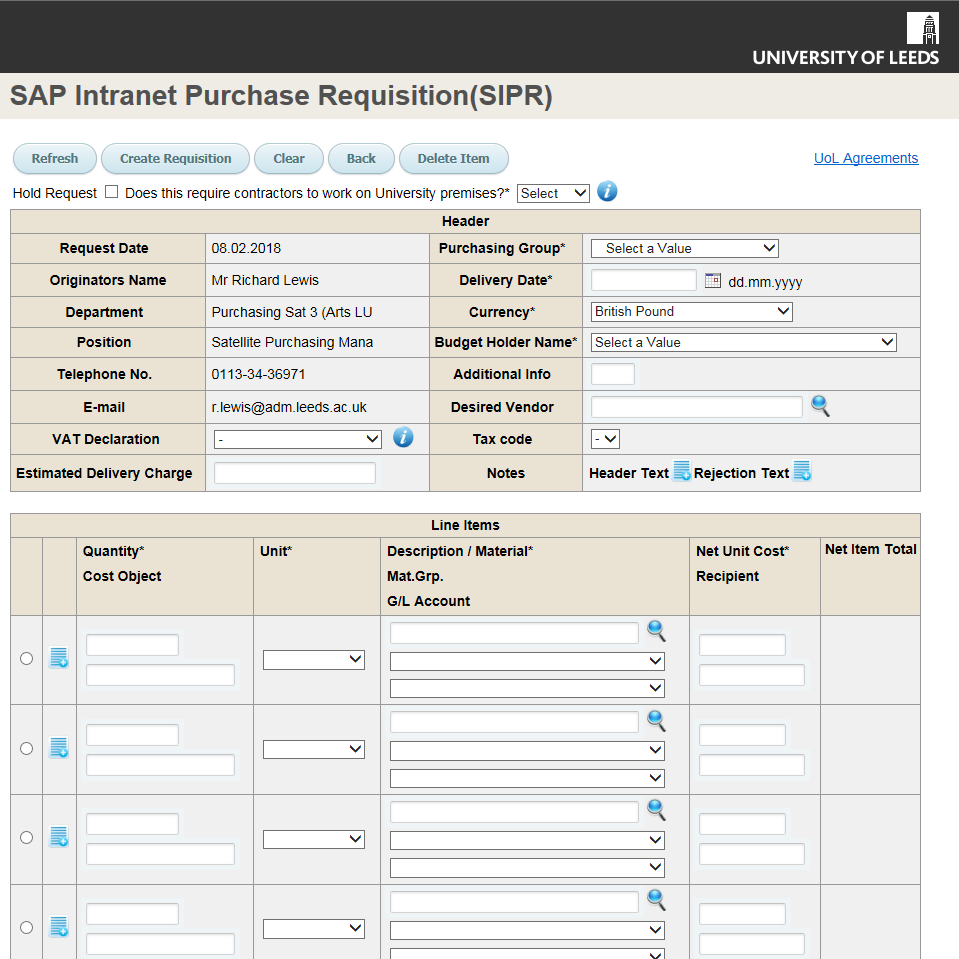 UNIVERSITY OF LEEDS
SAP Intranet Purchase Requisition(SIPR)
Refresh Create Requisition Clear Back Delete Item UoL Agreements
Hold Request Does this require contractors to work on University premises?* Select i
Header
Request Date 08.02.2018 Purchasing Group* Select a Value
Originators Name Mr Richard Lewis Delivery Date* dd.mm.yyyy
Department Purchasing Sat 3 (Arts LU Currency* British Pound
Position Satellite Purchasing Mana Budget Holder Name* Select a Value
Telephone No. 0113-34-36971 Additional Info
E-mail r.lewis@adm.leeds.ac.uk Desired Vendor
VAT Declaration - i Tax code -
Estimated Delivery Charge Notes Header Text Rejection Text
Line Items
Quantity* Unit* Description / Material* Net Unit Cost* Net Item Total
Cost Object Mat.Grp. Recipient
G/L Account